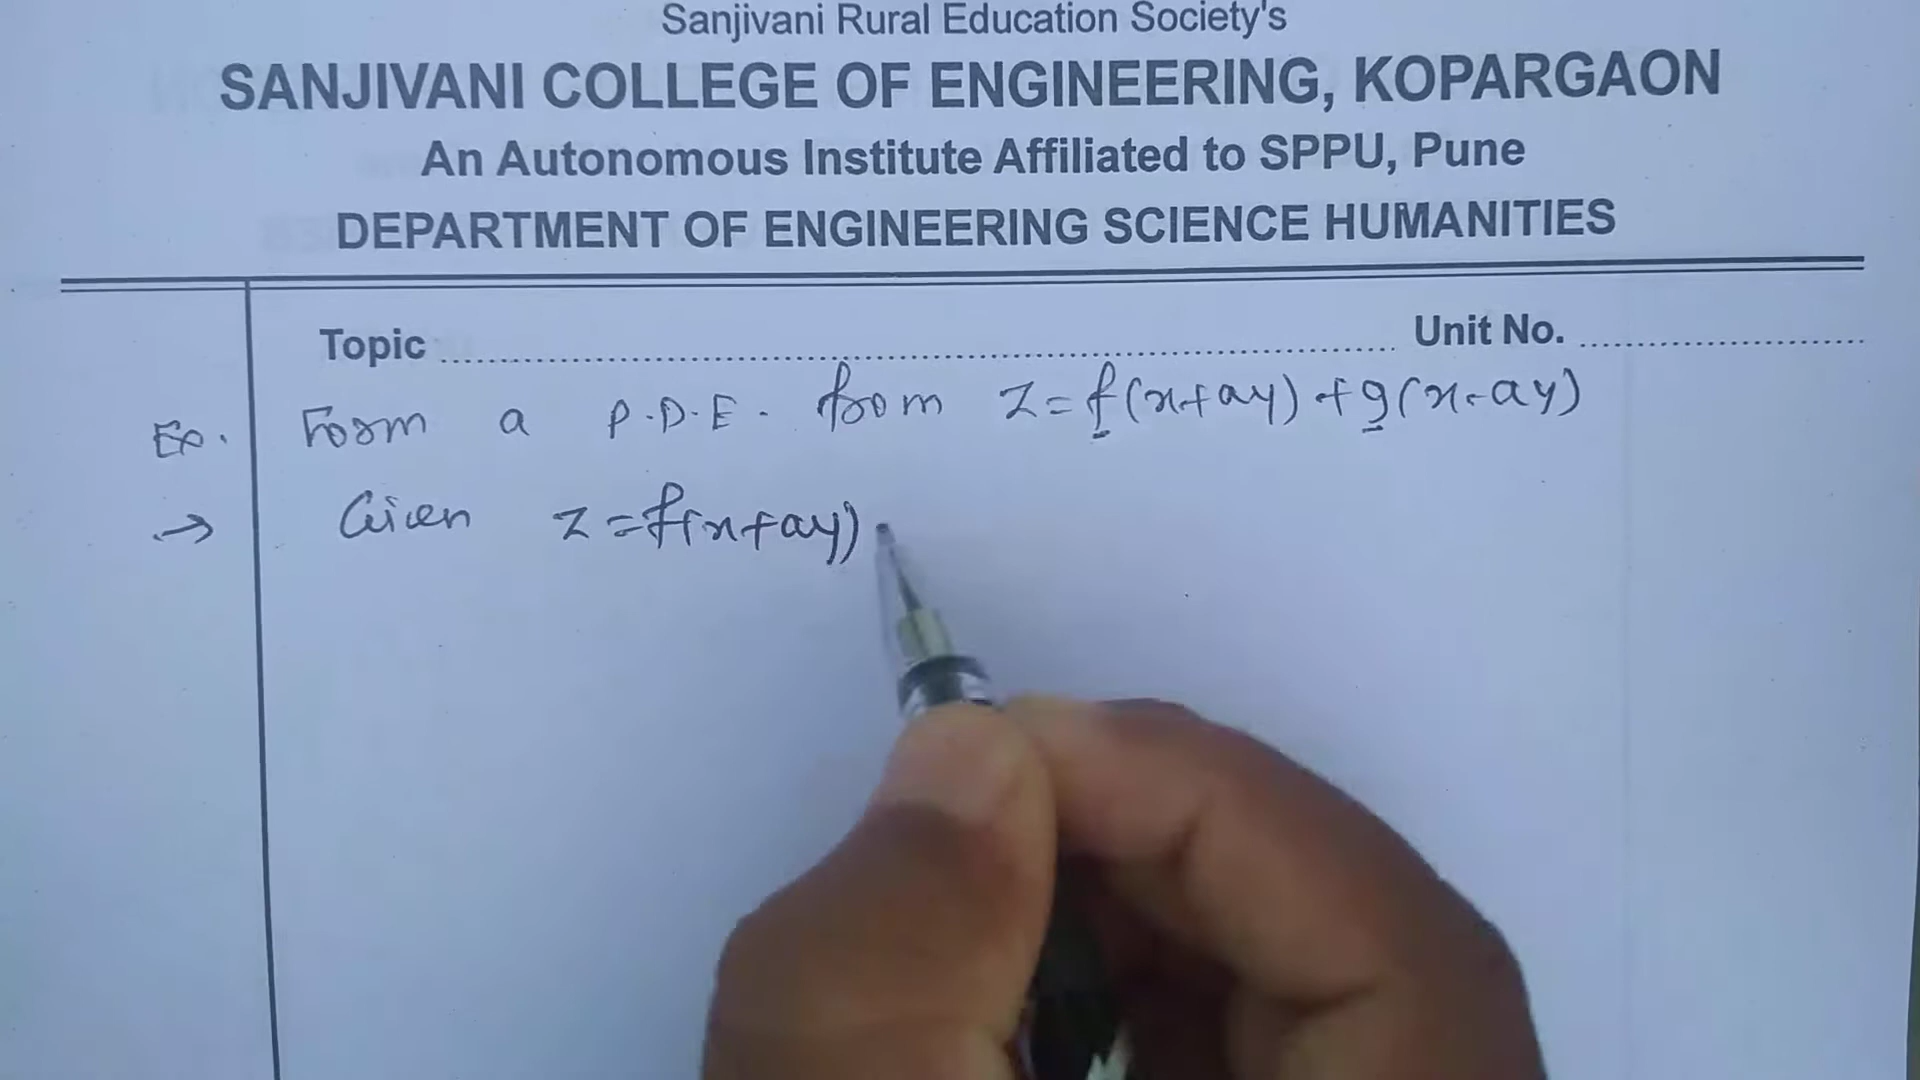 Sanjivani Rural Education Society's
SANJIVANI COLLEGE OF ENGINEERING, KOPARGAON
An Autonomous Institute Affiliated to SPPU, Pune
DEPARTMENT OF ENGINEERING SCIENCE HUMANITIES
Topic ........................ Unit No. ............
Ex. Form a P.D.E. from z=f(x+ay)+g(x-ay)
→ Given z=f(x+ay)